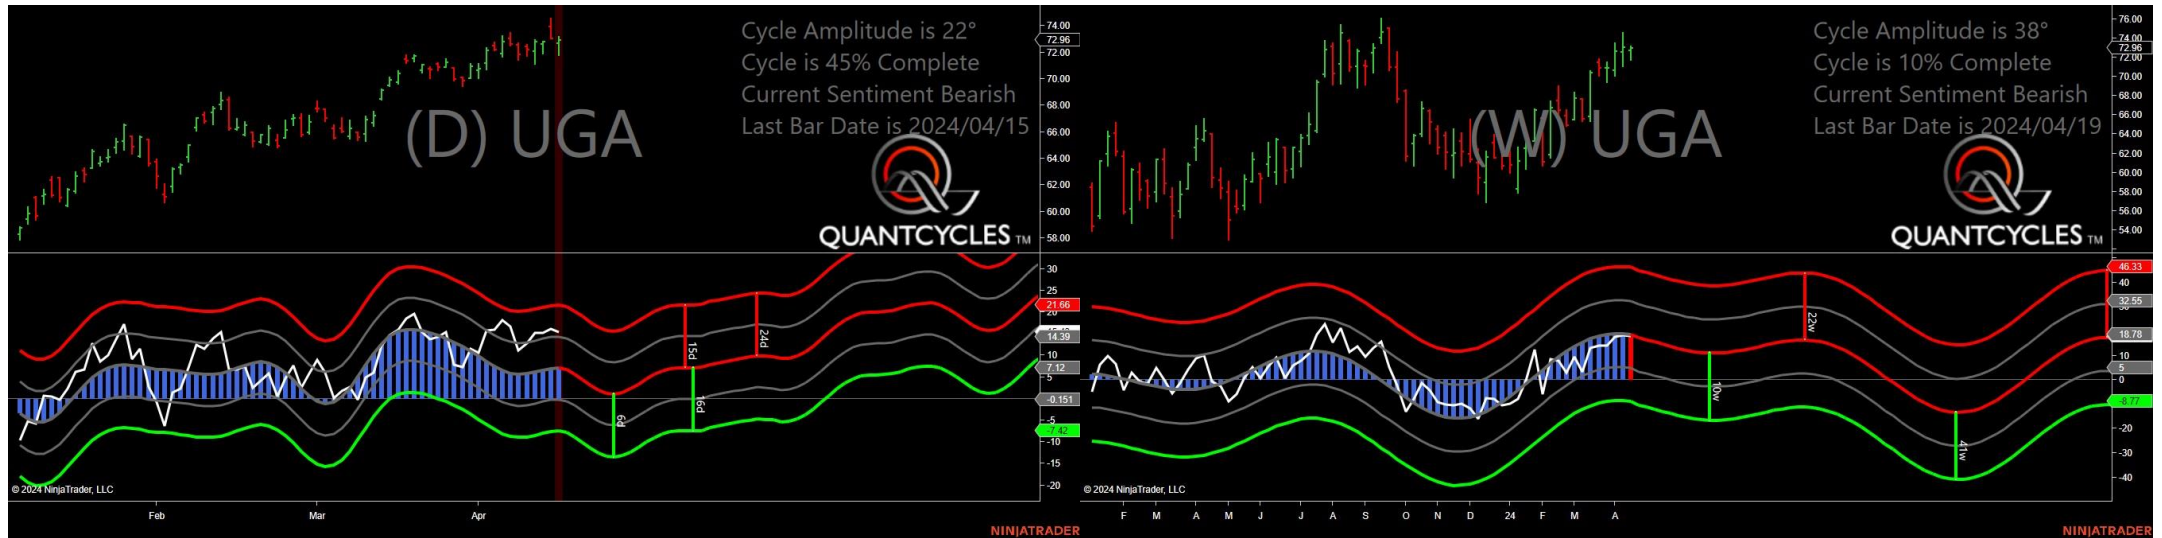 Cycle Amplitude is 22°
Cycle is 45% Complete
Current Sentiment Bearish
Last Bar Date is 2024/04/15
(D) UGA
QUANTCYCLES TM
74.00
72.96
72.00
70.00
68.00
66.00
64.00
62.00
60.00
58.00
30
25
21.66
20
14.39
10
7.12
5
-0.151
-5
-7.42
-10
-15
-20
6d
15d
16d
24d
© 2024 NinjaTrader, LLC
Feb Mar Apr
NINJATRADER
Cycle Amplitude is 38°
Cycle is 10% Complete
Current Sentiment Bearish
Last Bar Date is 2024/04/19
(W) UGA
QUANTCYCLES TM
76.00
74.00
72.96
72.00
70.00
68.00
66.00
64.00
62.00
60.00
58.00
56.00
54.00
46.33
40
32.55
18.78
10
5
0
-8.77
-20
-30
-40
10w
22w
41w
© 2024 NinjaTrader, LLC
F M A M J J A S O N D 24 F M A
NINJATRADER